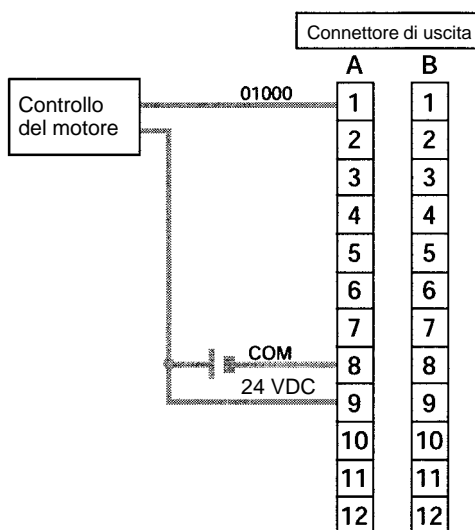 Connettore di uscita
A B
Controllo
del motore
01000
1 1
2 2
3 3
4 4
5 5
6 6
7 7
COM
8 8
24 VDC
9 9
10 10
11 11
12 12